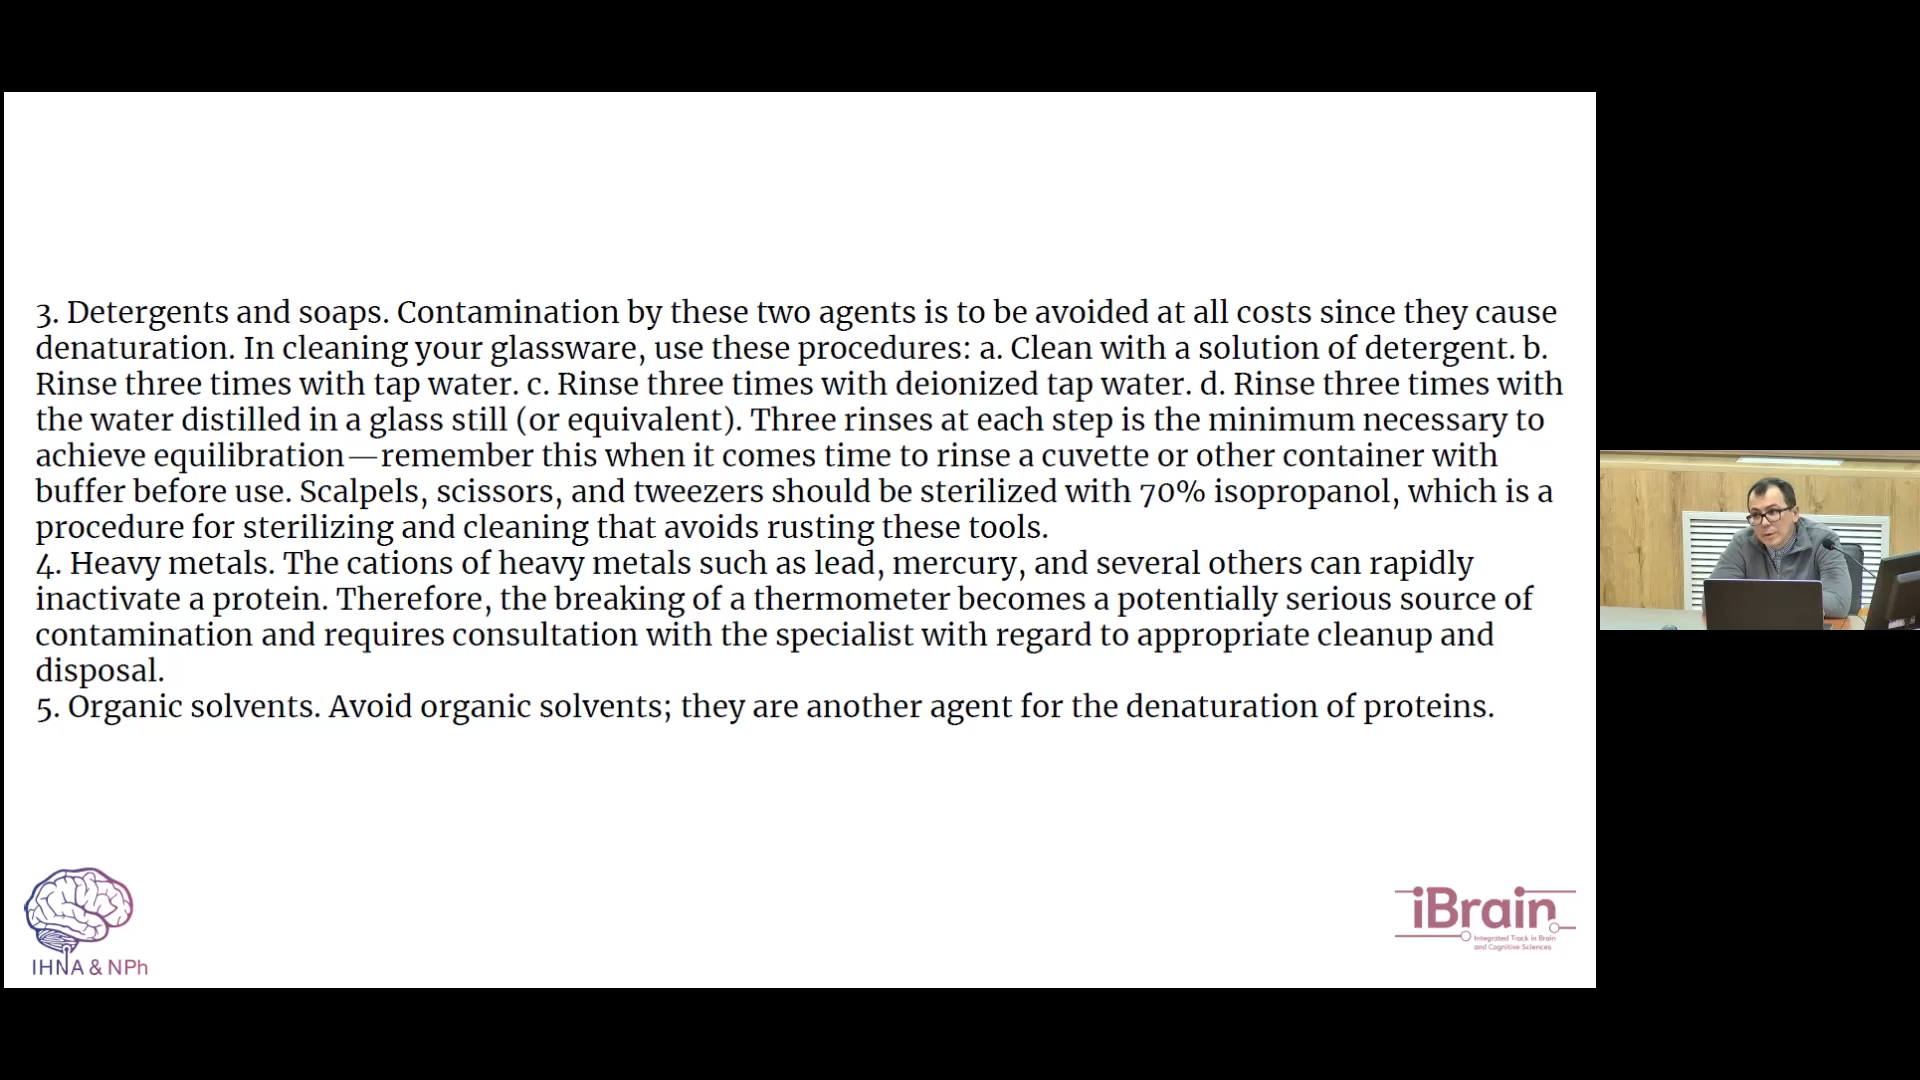 3. Detergents and soaps. Contamination by these two agents is to be avoided at all costs since they cause
denaturation. In cleaning your glassware, use these procedures: a. Clean with a solution of detergent. b.
Rinse three times with tap water. c. Rinse three times with deionized tap water. d. Rinse three times with
the water distilled in a glass still (or equivalent). Three rinses at each step is the minimum necessary to
achieve equilibration—remember this when it comes time to rinse a cuvette or other container with
buffer before use. Scalpels, scissors, and tweezers should be sterilized with 70% isopropanol, which is a
procedure for sterilizing and cleaning that avoids rusting these tools.
4. Heavy metals. The cations of heavy metals such as lead, mercury, and several others can rapidly
inactivate a protein. Therefore, the breaking of a thermometer becomes a potentially serious source of
contamination and requires consultation with the specialist with regard to appropriate cleanup and
disposal.
5. Organic solvents. Avoid organic solvents; they are another agent for the denaturation of proteins.
IHNA & NPh
iBrain
Integrated Track in Brain
and Cognitive Sciences